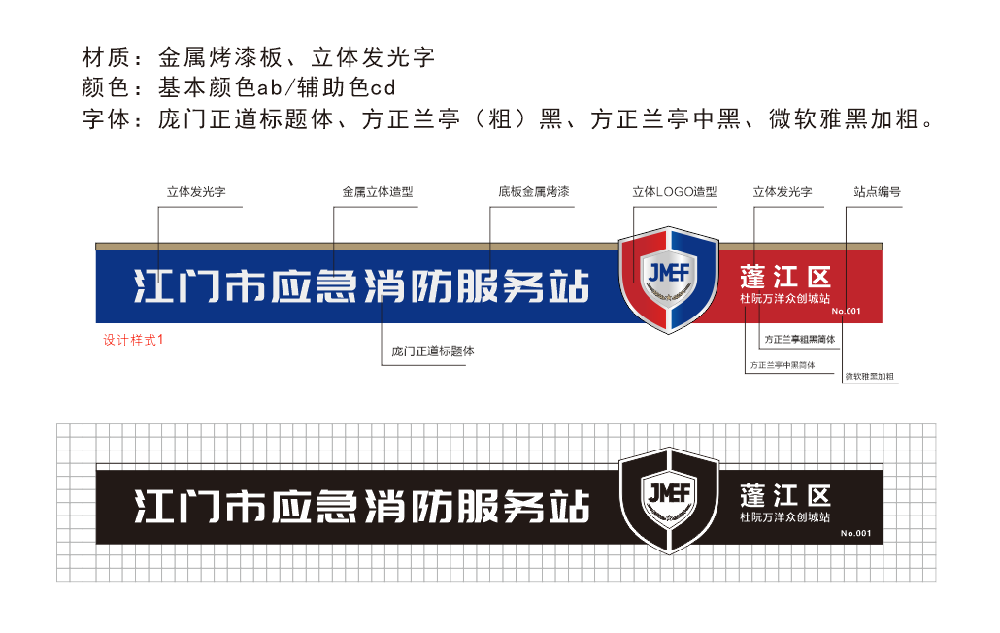 材质：金属烤漆板、立体发光字
颜色：基本颜色ab/辅助色cd
字体：庞门正道标题体、方正兰亭（粗）黑、方正兰亭中黑、微软雅黑加粗。
立体发光字 金属立体造型 底板金属烤漆 立体LOGO造型 立体发光字 站点编号
江门市应急消防服务站
JMEF
蓬江区
杜阮万洋众创城站
No.001
设计样式1
庞门正道标题体
方正兰亭粗黑简体
方正兰亭中黑简体
微软雅黑加粗
江门市应急消防服务站
JMEF
蓬江区
杜阮万洋众创城站
No.001